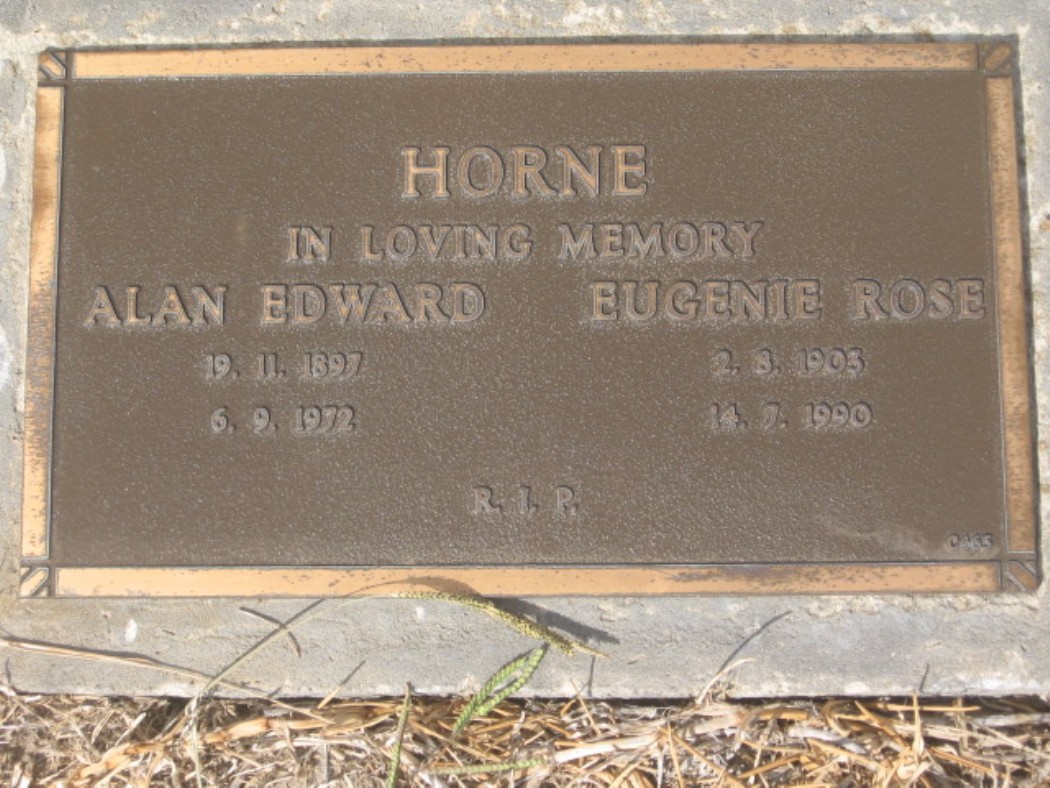 HORNE
IN LOVING MEMORY
ALAN EDWARD EUGENIE ROSE
19. 11. 1897 2. 8. 1903
6. 9. 1972 14. 7. 1990
R. I. P.